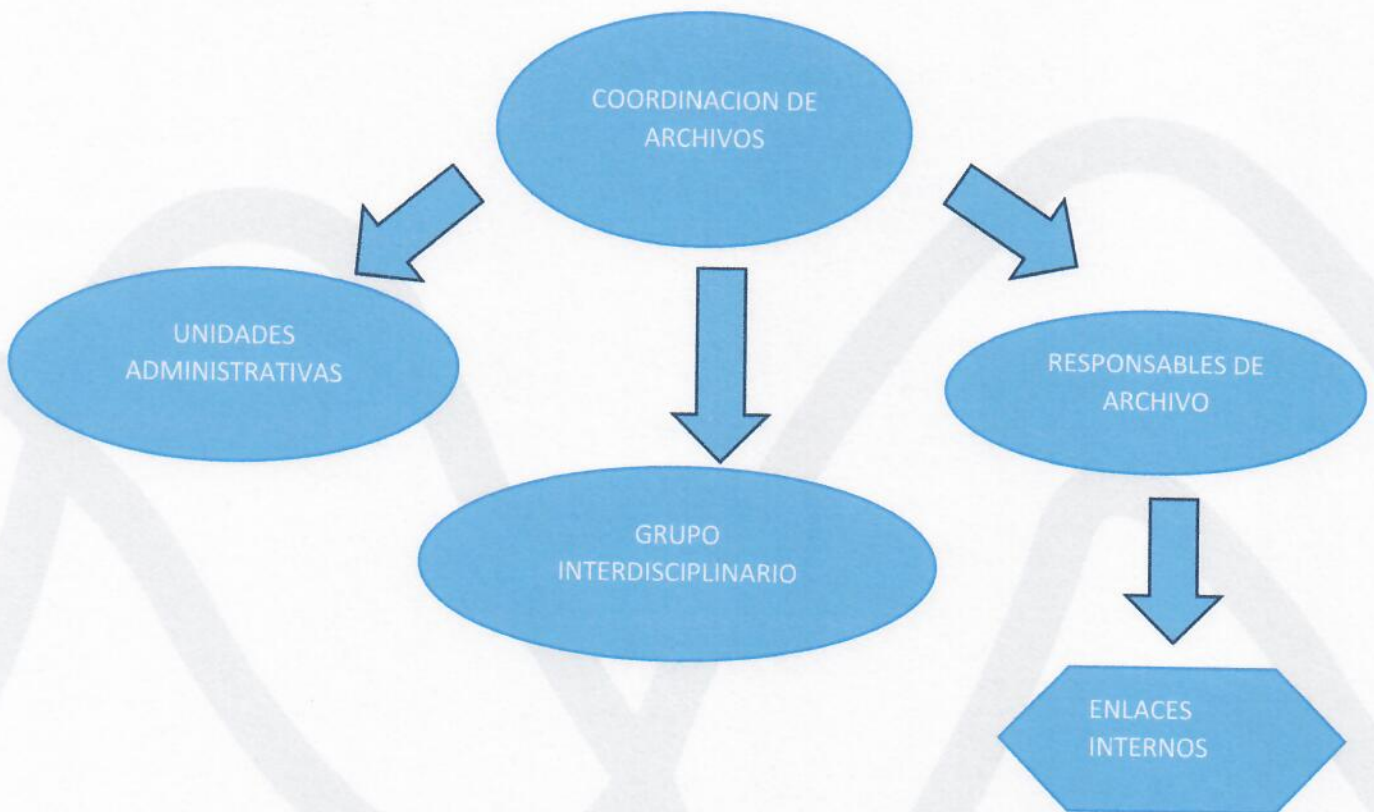 COORDINACION DE
ARCHIVOS
UNIDADES
ADMINISTRATIVAS
RESPONSABLES DE
ARCHIVO
GRUPO
INTERDISCIPLINARIO
ENLACES
INTERNOS